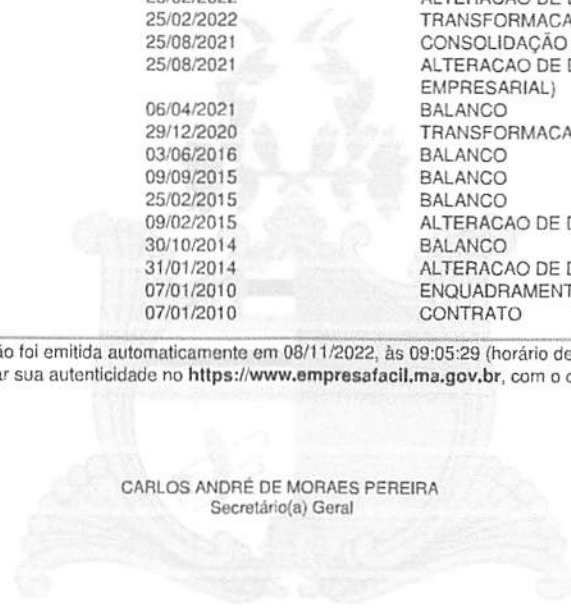 25/02/2022 TRANSFORMACA
25/08/2021 CONSOLIDAÇÃO
25/08/2021 ALTERACAO DE D
EMPRESARIAL)
06/04/2021 BALANCO
29/12/2020 TRANSFORMACA
03/06/2016 BALANCO
09/09/2015 BALANCO
25/02/2015 BALANCO
09/02/2015 ALTERACAO DE D
30/10/2014 BALANCO
31/01/2014 ALTERACAO DE D
07/01/2010 ENQUADRAMENT
07/01/2010 CONTRATO
ão foi emitida automaticamente em 08/11/2022, às 09:05:29 (horário de
ar sua autenticidade no https://www.empresafacil.ma.gov.br, com o c
CARLOS ANDRÉ DE MORAES PEREIRA
Secretário(a) Geral